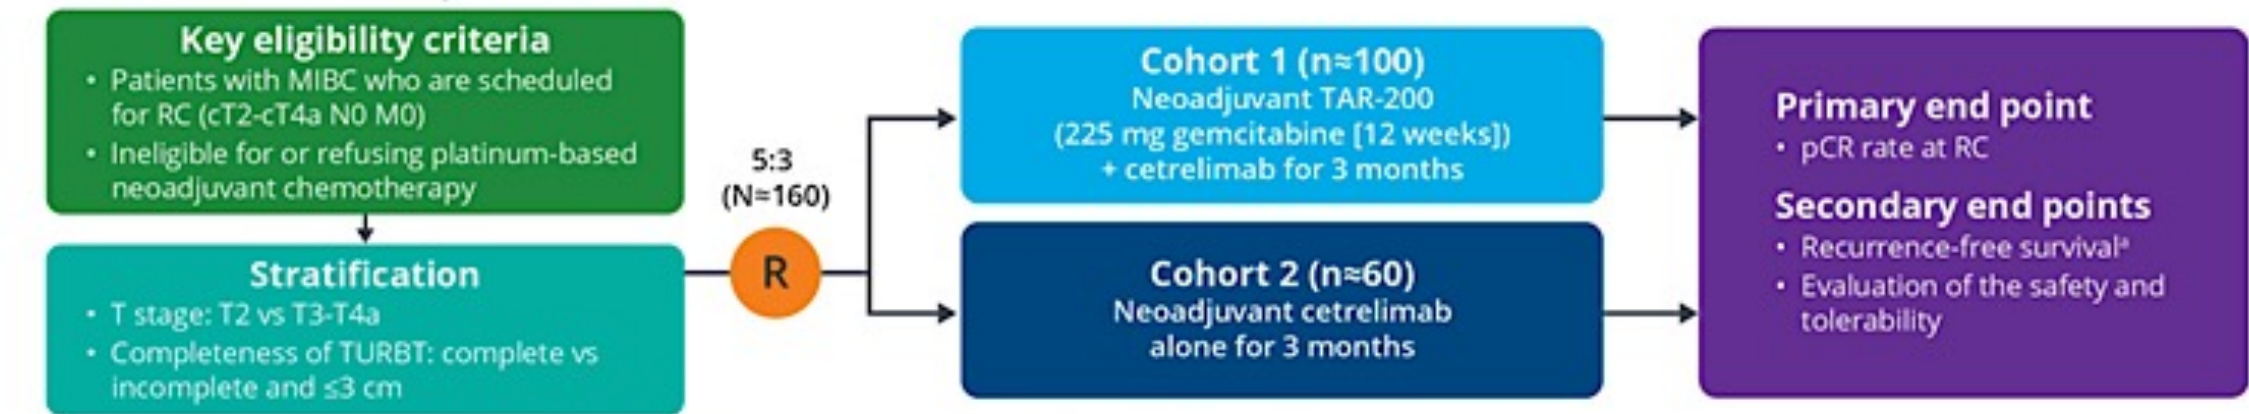 Key eligibility criteria
• Patients with MIBC who are scheduled
for RC (cT2-cT4a N0 M0)
• Ineligible for or refusing platinum-based
neoadjuvant chemotherapy
Stratification
• T stage: T2 vs T3-T4a
• Completeness of TURBT: complete vs
incomplete and ≤3 cm
5:3
(N≈160)
R
Cohort 1 (n≈100)
Neoadjuvant TAR-200
(225 mg gemcitabine [12 weeks])
+ cetrelimab for 3 months
Cohort 2 (n≈60)
Neoadjuvant cetrelimab
alone for 3 months
Primary end point
• pCR rate at RC
Secondary end points
• Recurrence-free survivalᵃ
• Evaluation of the safety and
tolerability